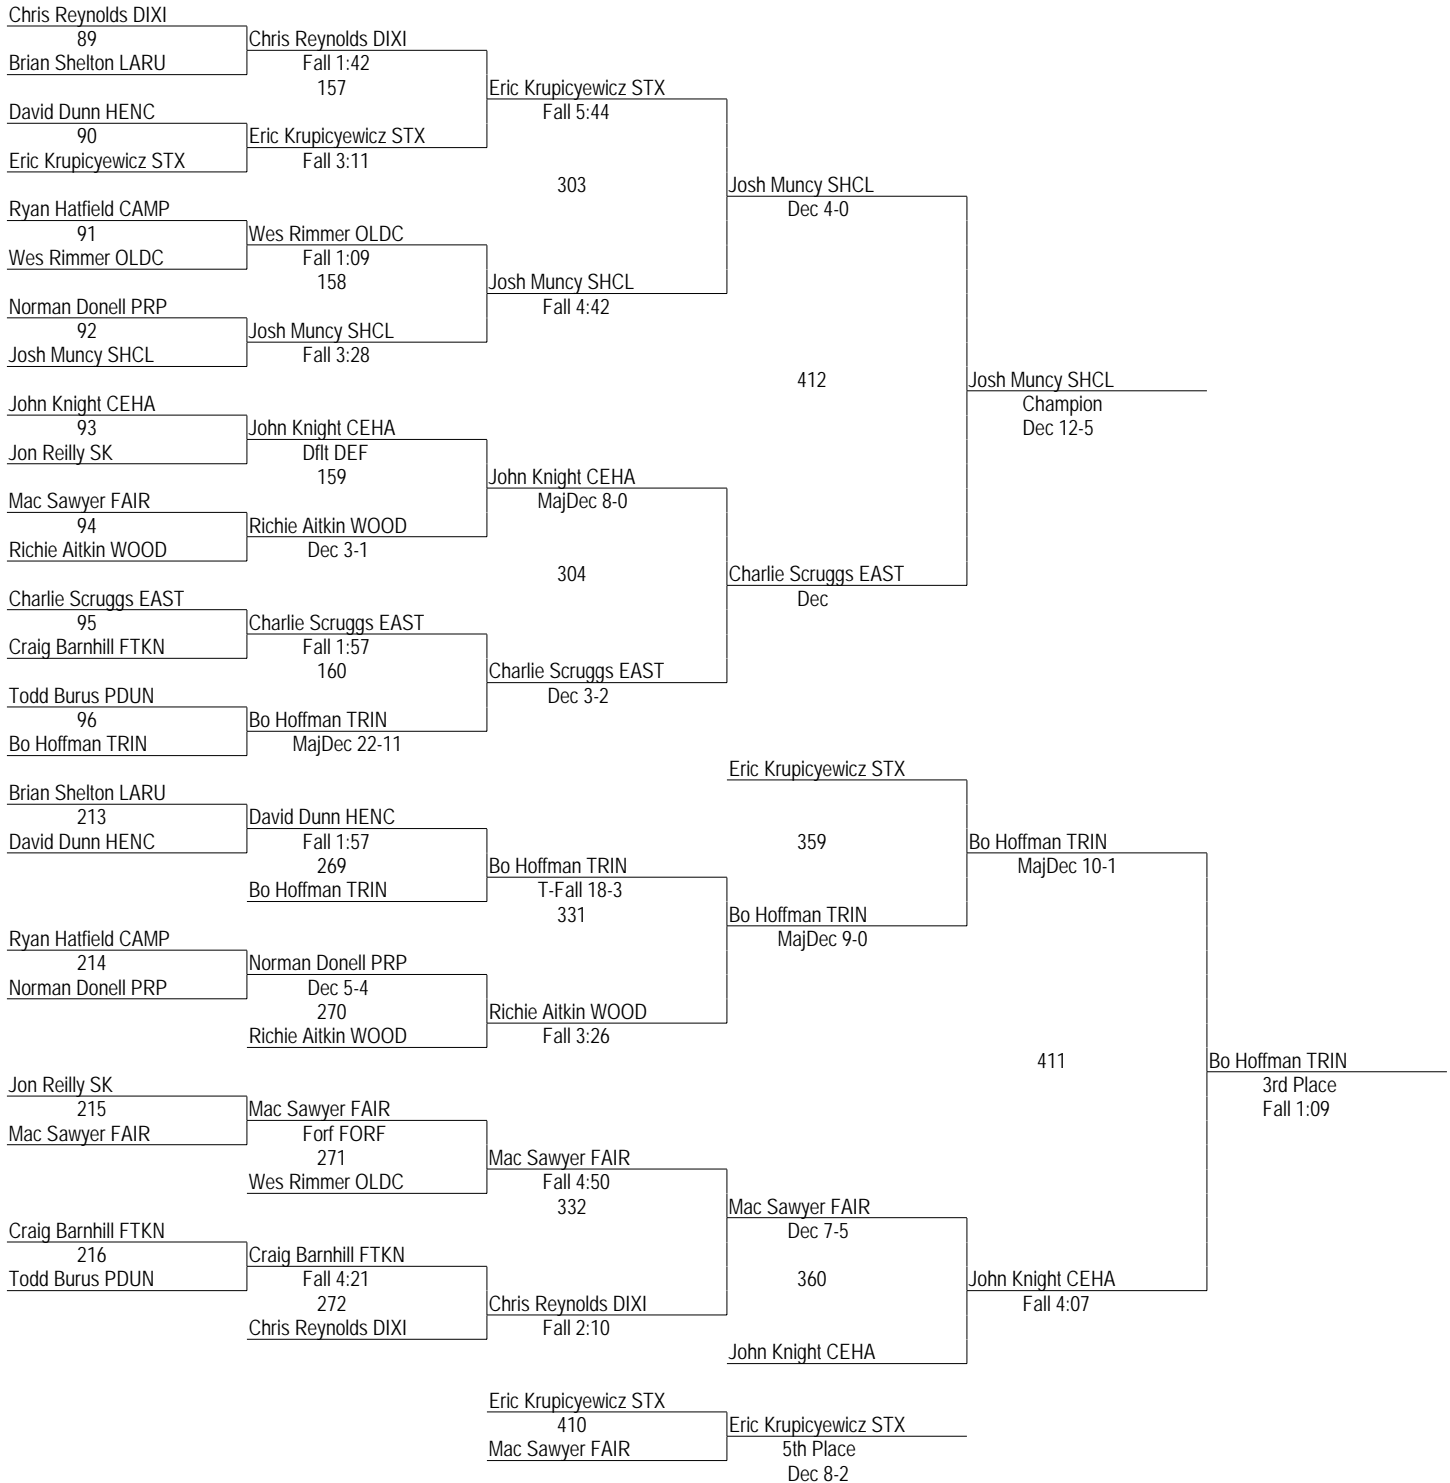 Chris Reynolds DIXI
89
Chris Reynolds DIXI
Brian Shelton LARU
Fall 1:42
157
Eric Krupicyewicz STX
David Dunn HENC
Fall 5:44
90
Eric Krupicyewicz STX
Eric Krupicyewicz STX
Fall 3:11
303
Josh Muncy SHCL
Ryan Hatfield CAMP
Dec 4-0
91
Wes Rimmer OLDC
Wes Rimmer OLDC
Fall 1:09
158
Josh Muncy SHCL
Norman Donell PRP
Fall 4:42
92
Josh Muncy SHCL
Josh Muncy SHCL
Fall 3:28
412
Josh Muncy SHCL
John Knight CEHA
Champion
93
John Knight CEHA
Dec 12-5
Jon Reilly SK
Dflt DEF
159
John Knight CEHA
Mac Sawyer FAIR
MajDec 8-0
94
Richie Aitkin WOOD
Richie Aitkin WOOD
Dec 3-1
304
Charlie Scruggs EAST
Charlie Scruggs EAST
Dec
95
Charlie Scruggs EAST
Craig Barnhill FTKN
Fall 1:57
160
Charlie Scruggs EAST
Todd Burus PDUN
Dec 3-2
96
Bo Hoffman TRIN
Bo Hoffman TRIN
MajDec 22-11
Eric Krupicyewicz STX
Brian Shelton LARU
213
David Dunn HENC
David Dunn HENC
Fall 1:57
359
Bo Hoffman TRIN
269
Bo Hoffman TRIN
MajDec 10-1
Bo Hoffman TRIN
T-Fall 18-3
331
Bo Hoffman TRIN
Ryan Hatfield CAMP
MajDec 9-0
214
Norman Donell PRP
Norman Donell PRP
Dec 5-4
270
Richie Aitkin WOOD
Richie Aitkin WOOD
Fall 3:26
411
Bo Hoffman TRIN
Jon Reilly SK
3rd Place
215
Mac Sawyer FAIR
Fall 1:09
Mac Sawyer FAIR
Forf FORF
271
Mac Sawyer FAIR
Wes Rimmer OLDC
Fall 4:50
332
Mac Sawyer FAIR
Craig Barnhill FTKN
Dec 7-5
216
Craig Barnhill FTKN
Todd Burus PDUN
Fall 4:21
360
John Knight CEHA
272
Chris Reynolds DIXI
Fall 4:07
Chris Reynolds DIXI
Fall 2:10
John Knight CEHA
Eric Krupicyewicz STX
410
Eric Krupicyewicz STX
Mac Sawyer FAIR
5th Place
Dec 8-2